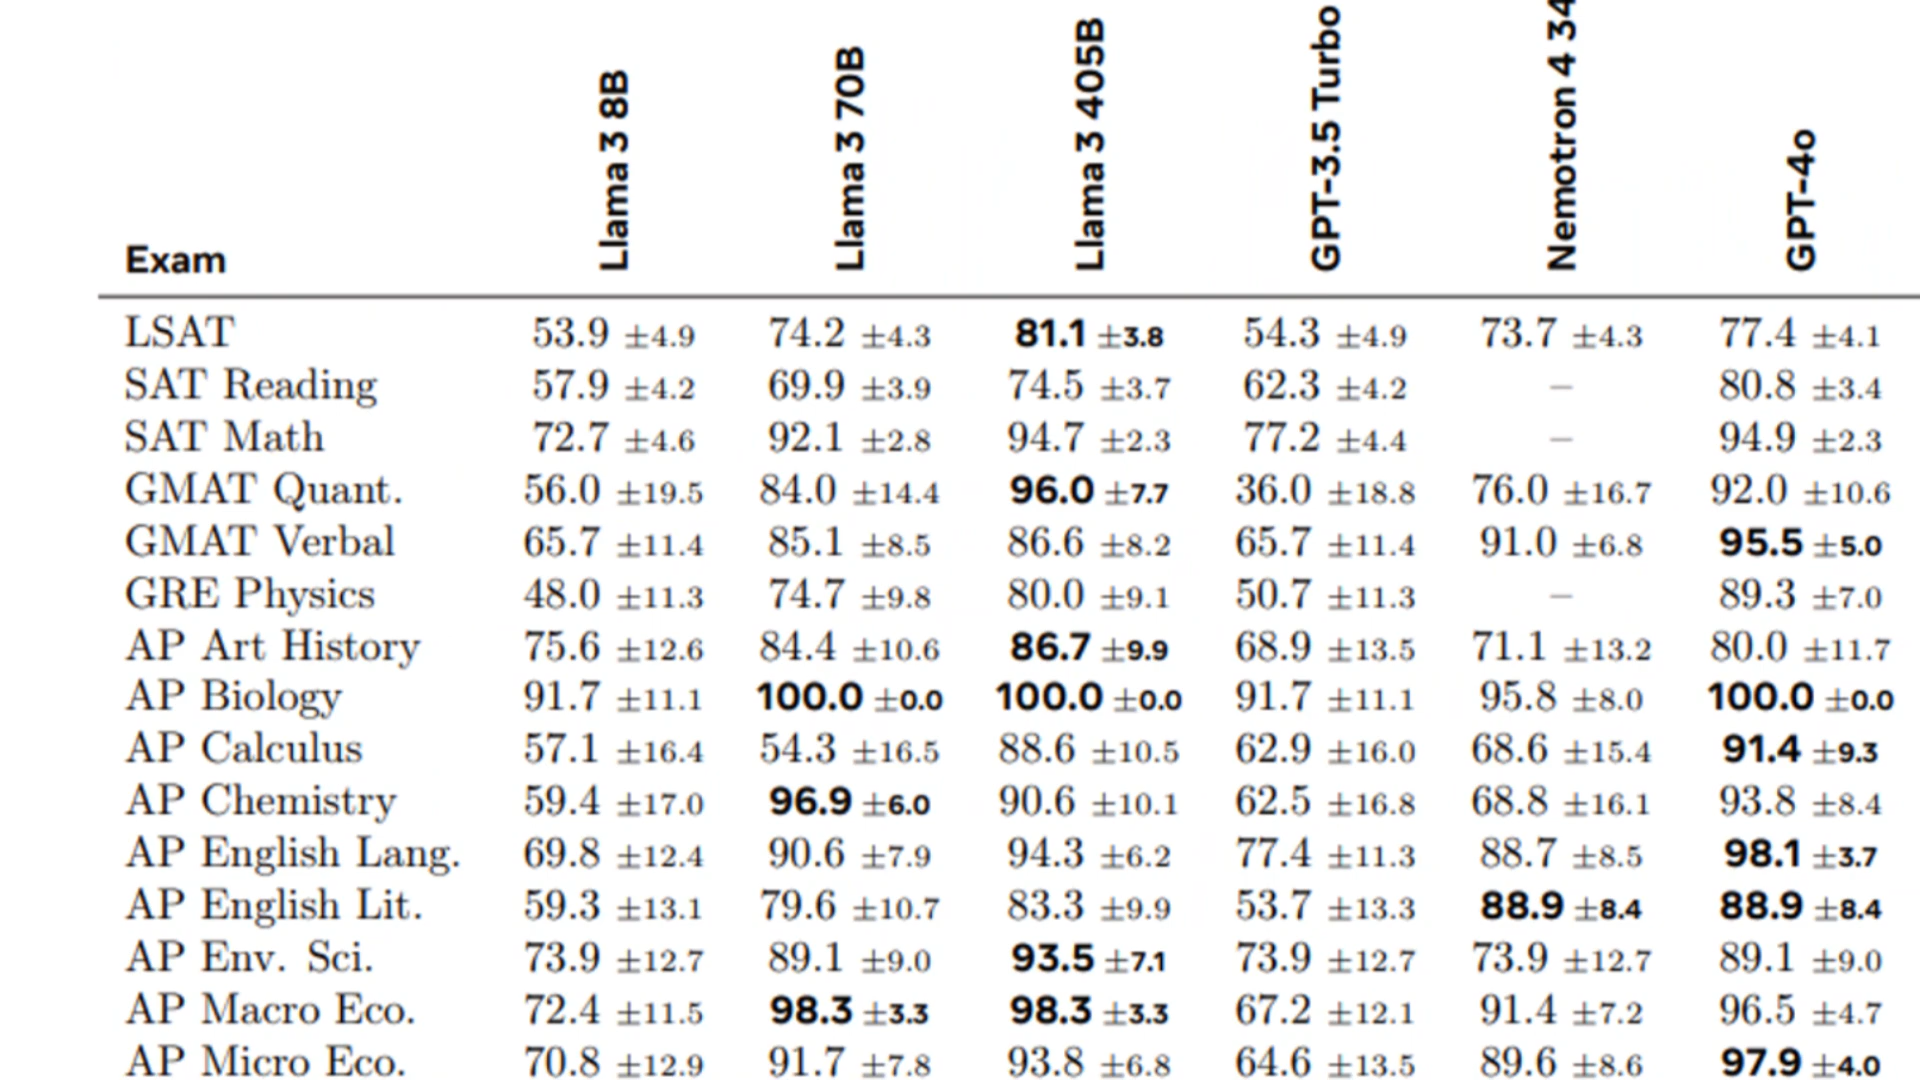 Exam Llama 3 8B Llama 3 70B Llama 3 405B GPT-3.5 Turbo Nemotron 4 34 GPT-4o
LSAT 53.9 ±4.9 74.2 ±4.3 81.1 ±3.8 54.3 ±4.9 73.7 ±4.3 77.4 ±4.1
SAT Reading 57.9 ±4.2 69.9 ±3.9 74.5 ±3.7 62.3 ±4.2 – 80.8 ±3.4
SAT Math 72.7 ±4.6 92.1 ±2.8 94.7 ±2.3 77.2 ±4.4 – 94.9 ±2.3
GMAT Quant. 56.0 ±19.5 84.0 ±14.4 96.0 ±7.7 36.0 ±18.8 76.0 ±16.7 92.0 ±10.6
GMAT Verbal 65.7 ±11.4 85.1 ±8.5 86.6 ±8.2 65.7 ±11.4 91.0 ±6.8 95.5 ±5.0
GRE Physics 48.0 ±11.3 74.7 ±9.8 80.0 ±9.1 50.7 ±11.3 – 89.3 ±7.0
AP Art History 75.6 ±12.6 84.4 ±10.6 86.7 ±9.9 68.9 ±13.5 71.1 ±13.2 80.0 ±11.7
AP Biology 91.7 ±11.1 100.0 ±0.0 100.0 ±0.0 91.7 ±11.1 95.8 ±8.0 100.0 ±0.0
AP Calculus 57.1 ±16.4 54.3 ±16.5 88.6 ±10.5 62.9 ±16.0 68.6 ±15.4 91.4 ±9.3
AP Chemistry 59.4 ±17.0 96.9 ±6.0 90.6 ±10.1 62.5 ±16.8 68.8 ±16.1 93.8 ±8.4
AP English Lang. 69.8 ±12.4 90.6 ±7.9 94.3 ±6.2 77.4 ±11.3 88.7 ±8.5 98.1 ±3.7
AP English Lit. 59.3 ±13.1 79.6 ±10.7 83.3 ±9.9 53.7 ±13.3 88.9 ±8.4 88.9 ±8.4
AP Env. Sci. 73.9 ±12.7 89.1 ±9.0 93.5 ±7.1 73.9 ±12.7 73.9 ±12.7 89.1 ±9.0
AP Macro Eco. 72.4 ±11.5 98.3 ±3.3 98.3 ±3.3 67.2 ±12.1 91.4 ±7.2 96.5 ±4.7
AP Micro Eco. 70.8 ±12.9 91.7 ±7.8 93.8 ±6.8 64.6 ±13.5 89.6 ±8.6 97.9 ±4.0